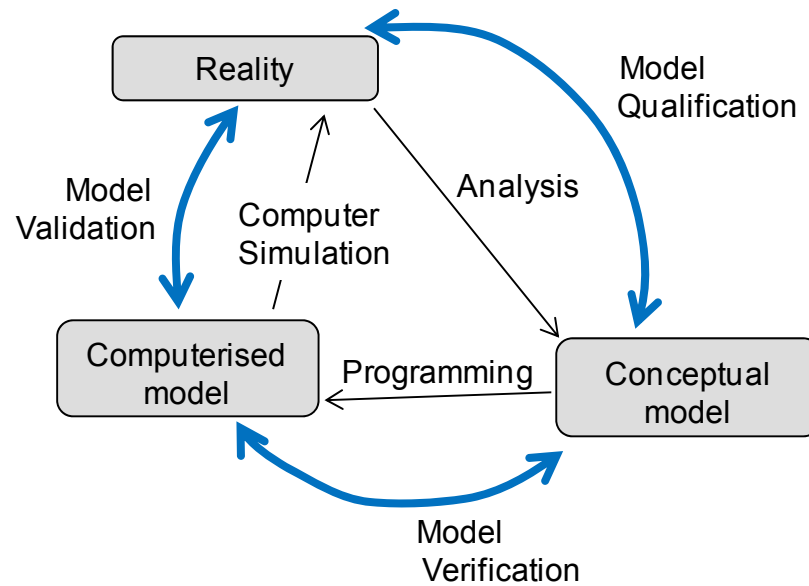 Reality
Model
Qualification
Analysis
Model
Validation
Computer
Simulation
Computerised
model
Programming
Conceptual
model
Model
Verification